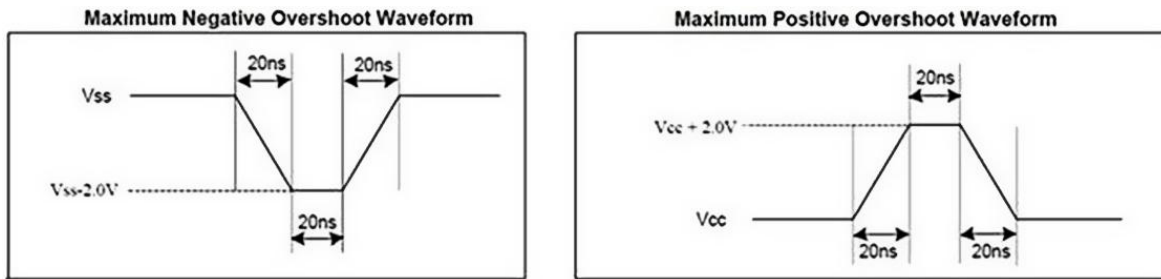 Maximum Negative Overshoot Waveform
20ns
20ns
Vss
Vss-2.0V
20ns
Maximum Positive Overshoot Waveform
20ns
Vcc + 2.0V
Vcc
20ns
20ns